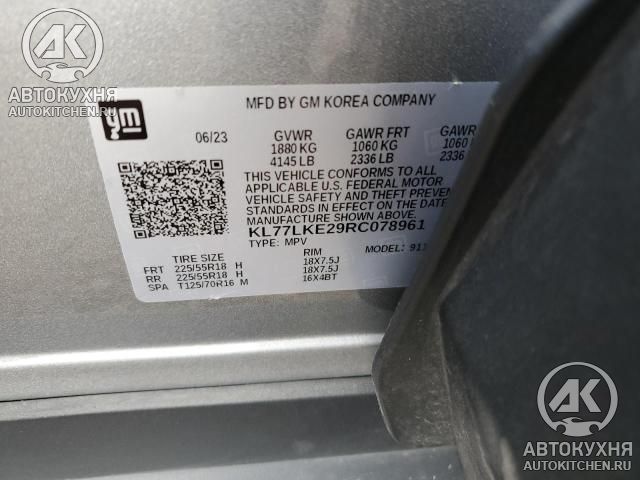 АВТОКУХНЯ
AUTOKITCHEN.RU
MFD BY GM KOREA COMPANY
06/23 GVWR GAWR FRT GAWR
1880 KG 1060 KG 1060
4145 LB 2336 LB 2336
THIS VEHICLE CONFORMS TO ALL
APPLICABLE U.S. FEDERAL MOTOR
VEHICLE SAFETY AND THEFT PREVEN
STANDARDS IN EFFECT ON THE DATE
MANUFACTURE SHOWN ABOVE.
KL77LKE29RC078961
TYPE: MPV MODEL: 911
TIRE SIZE RIM
FRT 225/55R18 H 18X7.5J
RR 225/55R18 H 18X7.5J
SPA T125/70R16 M 16X4BT
АК
АВТОКУХНЯ
AUTOKITCHEN.RU